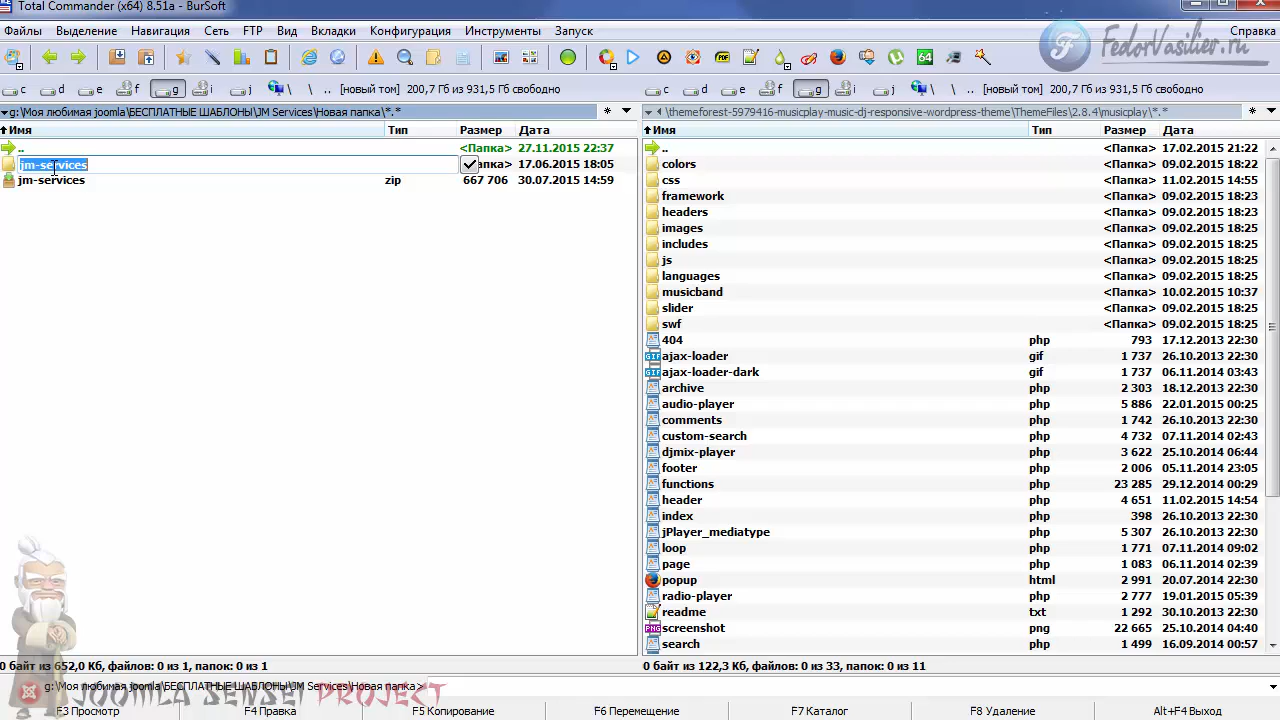 Total Commander (x64) 8.51a - BurSoft
Файлы Выделение Навигация Сеть FTP Вид Вкладки Конфигурация Инструменты Запуск Справка
FedorVasilier.ru
c d e f g i j \ .. [новый том] 200,7 Гб из 931,5 Гб свободно
c d e f g i j \ .. [новый том] 200,7 Гб из 931,5 Гб свободно
g:\Моя любимая joomla\БЕСПЛАТНЫЕ ШАБЛОНЫ\JM Services\Новая папка\*.*
\themeforest-5979416-musicplay-music-dj-responsive-wordpress-theme\ThemeFiles\2.8.4\musicplay\*.*
Имя Тип Размер Дата
.. <Папка> 27.11.2015 22:37
jm-services апка> 17.06.2015 18:05
jm-services zip 667 706 30.07.2015 14:59
Имя Тип Размер Дата
.. <Папка> 17.02.2015 21:22
colors <Папка> 09.02.2015 18:22
css <Папка> 11.02.2015 14:55
framework <Папка> 09.02.2015 18:23
headers <Папка> 09.02.2015 18:23
images <Папка> 09.02.2015 18:25
includes <Папка> 09.02.2015 18:25
js <Папка> 09.02.2015 18:25
languages <Папка> 09.02.2015 18:25
musicband <Папка> 10.02.2015 10:37
slider <Папка> 09.02.2015 18:25
swf <Папка> 09.02.2015 18:25
404 php 793 17.12.2013 22:30
ajax-loader gif 1 737 26.10.2013 22:30
ajax-loader-dark gif 1 737 06.11.2014 03:43
archive php 2 303 18.12.2013 22:30
audio-player php 5 886 22.01.2015 00:25
comments php 1 742 26.10.2013 22:30
custom-search php 4 732 07.11.2014 02:43
djmix-player php 3 622 25.10.2014 06:44
footer php 2 006 05.11.2014 23:05
functions php 23 285 29.12.2014 00:29
header php 4 651 11.02.2015 14:54
index php 398 26.10.2013 22:30
jPlayer_mediatype php 5 307 26.10.2013 22:30
loop php 1 771 07.11.2014 09:02
page php 1 083 06.11.2014 02:39
popup html 2 991 20.07.2014 22:30
radio-player php 2 777 19.01.2015 05:39
readme txt 1 292 30.10.2013 22:30
screenshot png 22 665 25.10.2014 04:40
search php 1 499 16.09.2014 00:57
0 байт из 652,0 Кб, файлы: 0 из 1, папок: 0 из 1
0 байт из 122,3 Кб, файлов: 0 из 33, папок: 0 из 11
g:\Моя любимая joomla\БЕСПЛАТНЫЕ ШАБЛОНЫ\JM Services\Новая папка>
JOOMLA SENSEI PROJECT
F3 Просмотр F4 Правка F5 Копирование F6 Перемещение F7 Каталог F8 Удаление Alt+F4 Выход